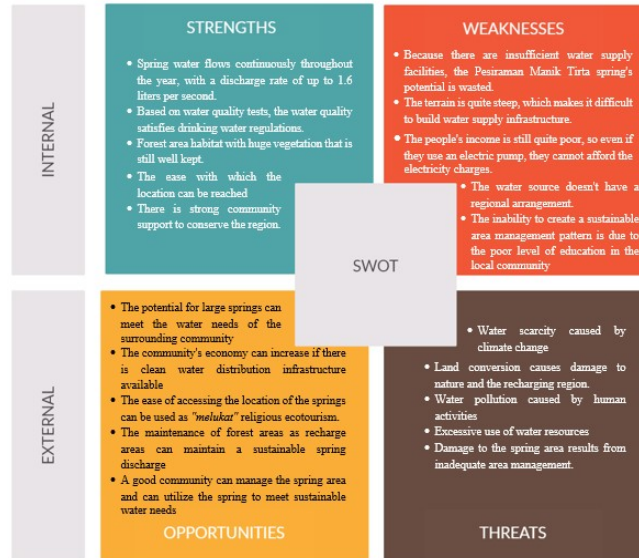 STRENGTHS
• Spring water flows continuously throughout
the year, with a discharge rate of up to 1.6
liters per second.
• Based on water quality tests, the water quality
satisfies drinking water regulations.
• Forest area habitat with huge vegetation that is
still well kept.
• The ease with which the
location can be reached
• There is strong community
support to conserve the region.
WEAKNESSES
• Because there are insufficient water supply
facilities, the Pesiraman Manik Tirta spring's
potential is wasted.
• The terrain is quite steep, which makes it difficult
to build water supply infrastructure.
• The people's income is still quite poor, so even if
they use an electric pump, they cannot afford the
electricity charges.
• The water source doesn't have a
regional arrangement.
• The inability to create a sustainable
area management pattern is due to
the poor level of education in the
local community
INTERNAL
SWOT
EXTERNAL
• The potential for large springs can
meet the water needs of the
surrounding community
• The community's economy can increase if there
is clean water distribution infrastructure
available
• The ease of accessing the location of the springs
can be used as "melukat" religious ecotourism.
• The maintenance of forest areas as recharge
areas can maintain a sustainable spring
discharge
• A good community can manage the spring area
and can utilize the spring to meet sustainable
water needs
OPPORTUNITIES
• Water scarcity caused by
climate change
• Land conversion causes damage to
nature and the recharging region.
• Water pollution caused by human
activities
• Excessive use of water resources
• Damage to the spring area results from
inadequate area management.
THREATS